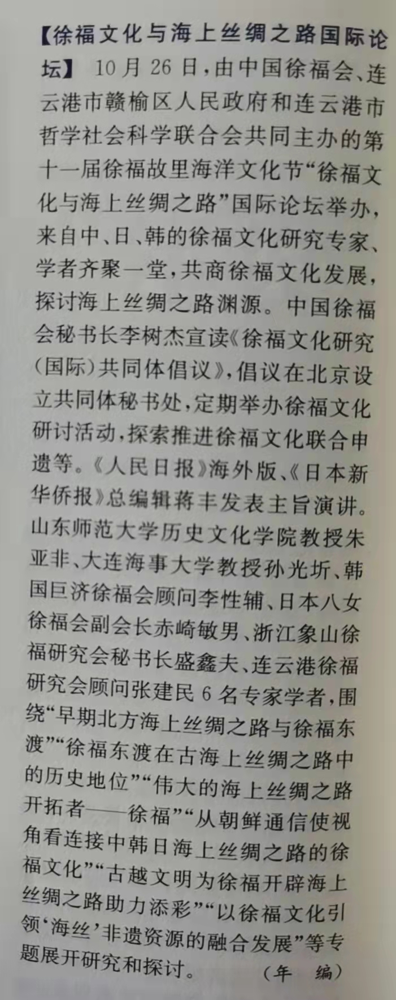 【徐福文化与海上丝绸之路国际论
坛】 10月26日,由中国徐福会、连
云港市赣榆区人民政府和连云港市
哲学社会科学联合会共同主办的第
十一届徐福故里海洋文化节“徐福文
化与海上丝绸之路”国际论坛举办,
来自中、日、韩的徐福文化研究专家、
学者齐聚一堂,共商徐福文化发展,
探讨海上丝绸之路渊源。中国徐福
会秘书长李树杰宣读《徐福文化研究
(国际)共同体倡议》,倡议在北京设
立共同体秘书处,定期举办徐福文化
研讨活动,探索推进徐福文化联合申
遗等。《人民日报》海外版、《日本新
华侨报》总编辑蒋丰发表主旨演讲。
山东师范大学历史文化学院教授朱
亚非、大连海事大学教授孙光圻、韩
国巨济徐福会顾问李性辅、日本八女
徐福会副会长赤崎敏男、浙江象山徐
福研究会秘书长盛鑫夫、连云港徐福
研究会顾问张建民6名专家学者,围
绕“早期北方海上丝绸之路与徐福东
渡”“徐福东渡在古海上丝绸之路中
的历史地位”“伟大的海上丝绸之路
开拓者——徐福”“从朝鲜通信使视
角看连接中韩日海上丝绸之路的徐
福文化”“古越文明为徐福开辟海上
丝绸之路助力添彩”“以徐福文化引
领‘海丝’非遗资源的融合发展”等专
题展开研究和探讨。 (年 编)